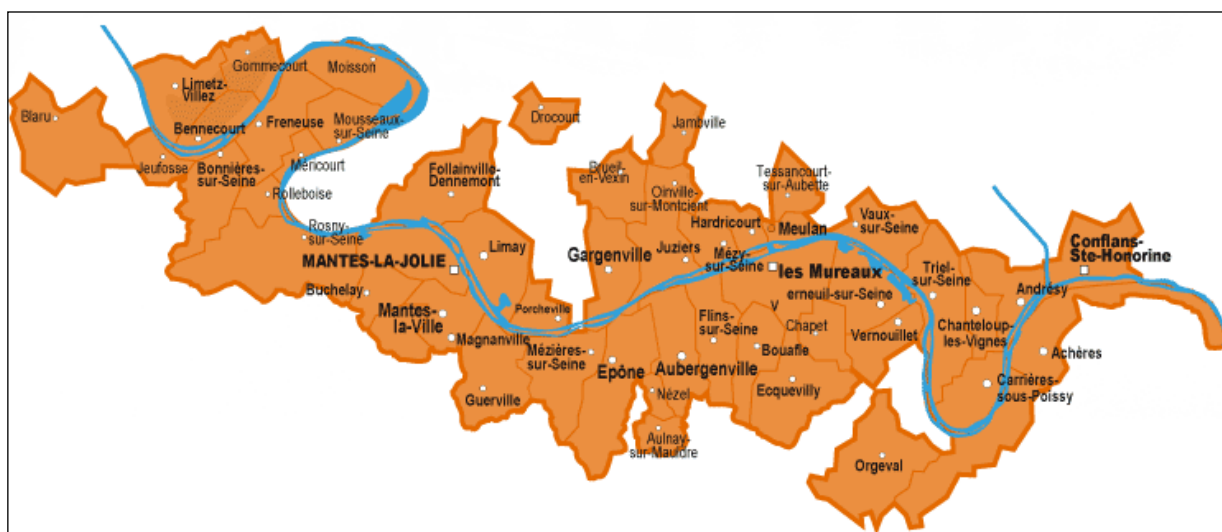 Gommecourt
Moisson
Limetz-
Villez
Blaru
Bennecourt
Freneuse
Mousseaux-
sur-Seine
Drocourt
Jambville
Jeufosse
Bonnières-
sur-Seine
Méricourt
Rolleboise
Follainville-
Dennemont
Brueil-
en-Vexin
Oinville-
sur-Montcient
Tessancourt-
sur-Aubette
Rosny-
sur-Seine
Limay
Hardricourt
Meulan
Vaux-
sur-Seine
Gargenville
Juziers
Mézy-
sur-Seine
MANTES-LA-JOLIE
les Mureaux
Triel-
sur-Seine
Conflans-
Ste-Honorine
Andrésy
Buchelay
Mantes-
la-Ville
Porcheville
V
erneuil-sur-Seine
Magnanville
Mézières-
sur-Seine
Epône
Flins-
sur-Seine
Aubergenville
Bouafle
Chapet
Vernouillet
Chanteloup-
les-Vignes
Achères
Guerville
Nézel
Ecquevilly
Carrières-
sous-Poissy
Aulnay-
sur-Mauldre
Orgeval